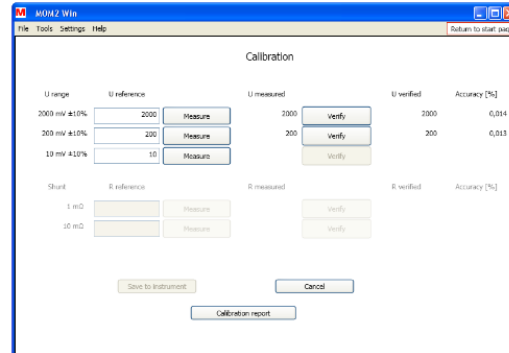 MOM2 Win
File Tools Settings Help Return to start pag
Calibration
U range U reference U measured U verified Accuracy [%]
2000 mV ±10% 2000 Measure 2000 Verify 2000 0,014
200 mV ±10% 200 Measure 200 Verify 200 0,013
10 mV ±10% 10 Measure Verify
Shunt R reference R measured R verified Accuracy [%]
1 mΩ Measure Verify
10 mΩ Measure Verify
Save to instrument Cancel
Calibration report